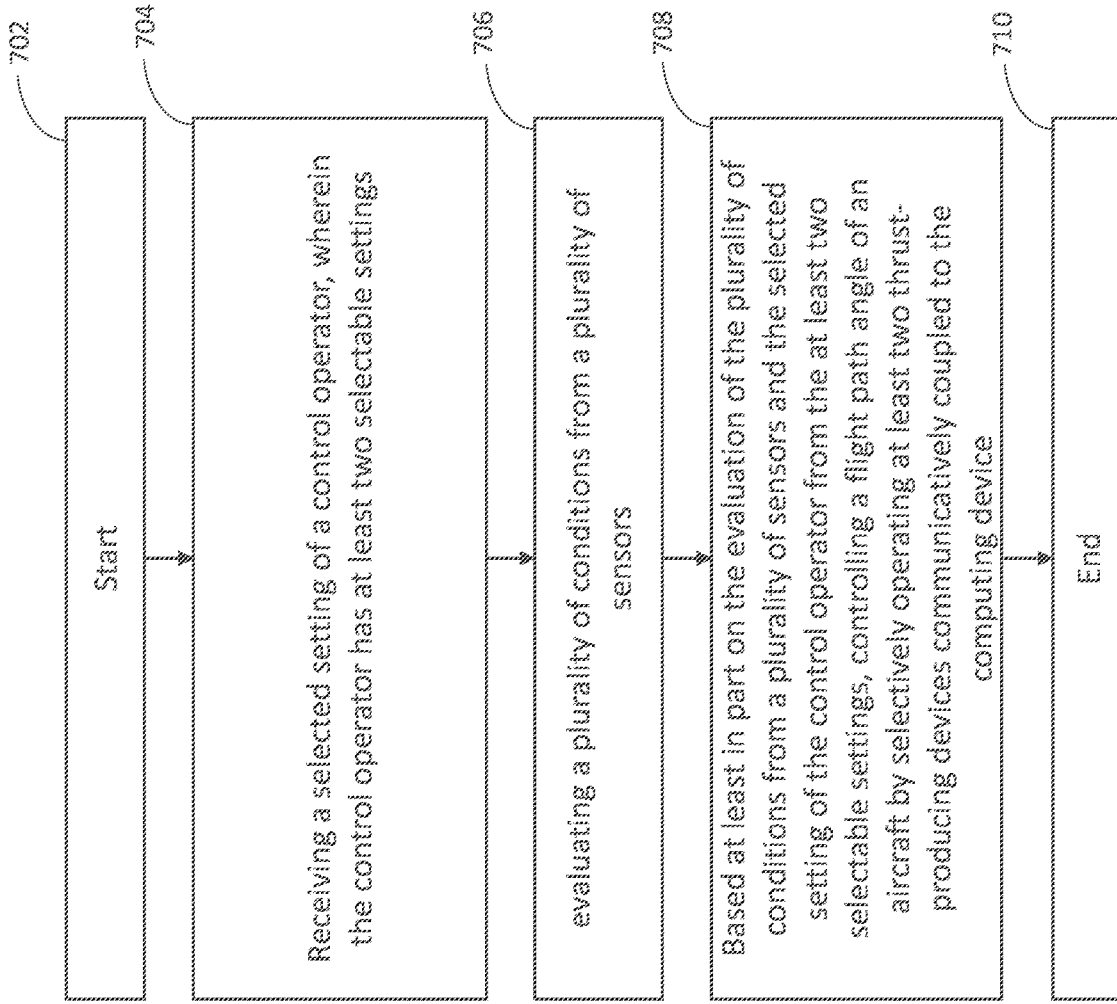 702
Start
704
Receiving a selected setting of a control operator, wherein
the control operator has at least two selectable settings
706
evaluating a plurality of conditions from a plurality of
sensors
708
Based at least in part on the evaluation of the plurality of
conditions from a plurality of sensors and the selected
setting of the control operator from the at least two
selectable settings, controlling a flight path angle of an
aircraft by selectively operating at least two thrust-
producing devices communicatively coupled to the
computing device
710
End